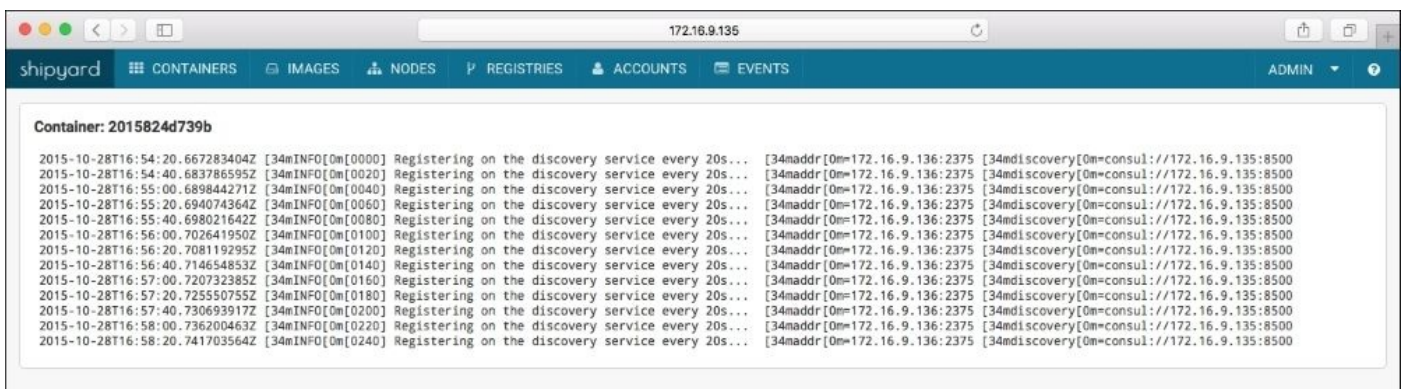 172.16.9.135
shipyard CONTAINERS IMAGES NODES REGISTRIES ACCOUNTS EVENTS ADMIN
Container: 2015824d739b
2015-10-28T16:54:20.667283404Z [34mINFO[0m[0000] Registering on the discovery service every 20s... [34maddr[0m=172.16.9.136:2375 [34mdiscovery[0m=consul://172.16.9.135:8500
2015-10-28T16:54:40.683786595Z [34mINFO[0m[0020] Registering on the discovery service every 20s... [34maddr[0m=172.16.9.136:2375 [34mdiscovery[0m=consul://172.16.9.135:8500
2015-10-28T16:55:00.689844271Z [34mINFO[0m[0040] Registering on the discovery service every 20s... [34maddr[0m=172.16.9.136:2375 [34mdiscovery[0m=consul://172.16.9.135:8500
2015-10-28T16:55:20.694074364Z [34mINFO[0m[0060] Registering on the discovery service every 20s... [34maddr[0m=172.16.9.136:2375 [34mdiscovery[0m=consul://172.16.9.135:8500
2015-10-28T16:55:40.698021642Z [34mINFO[0m[0080] Registering on the discovery service every 20s... [34maddr[0m=172.16.9.136:2375 [34mdiscovery[0m=consul://172.16.9.135:8500
2015-10-28T16:56:00.702641950Z [34mINFO[0m[0100] Registering on the discovery service every 20s... [34maddr[0m=172.16.9.136:2375 [34mdiscovery[0m=consul://172.16.9.135:8500
2015-10-28T16:56:20.708119295Z [34mINFO[0m[0120] Registering on the discovery service every 20s... [34maddr[0m=172.16.9.136:2375 [34mdiscovery[0m=consul://172.16.9.135:8500
2015-10-28T16:56:40.714654853Z [34mINFO[0m[0140] Registering on the discovery service every 20s... [34maddr[0m=172.16.9.136:2375 [34mdiscovery[0m=consul://172.16.9.135:8500
2015-10-28T16:57:00.720732385Z [34mINFO[0m[0160] Registering on the discovery service every 20s... [34maddr[0m=172.16.9.136:2375 [34mdiscovery[0m=consul://172.16.9.135:8500
2015-10-28T16:57:20.725550755Z [34mINFO[0m[0180] Registering on the discovery service every 20s... [34maddr[0m=172.16.9.136:2375 [34mdiscovery[0m=consul://172.16.9.135:8500
2015-10-28T16:57:40.730693917Z [34mINFO[0m[0200] Registering on the discovery service every 20s... [34maddr[0m=172.16.9.136:2375 [34mdiscovery[0m=consul://172.16.9.135:8500
2015-10-28T16:58:00.736200463Z [34mINFO[0m[0220] Registering on the discovery service every 20s... [34maddr[0m=172.16.9.136:2375 [34mdiscovery[0m=consul://172.16.9.135:8500
2015-10-28T16:58:20.741703564Z [34mINFO[0m[0240] Registering on the discovery service every 20s... [34maddr[0m=172.16.9.136:2375 [34mdiscovery[0m=consul://172.16.9.135:8500